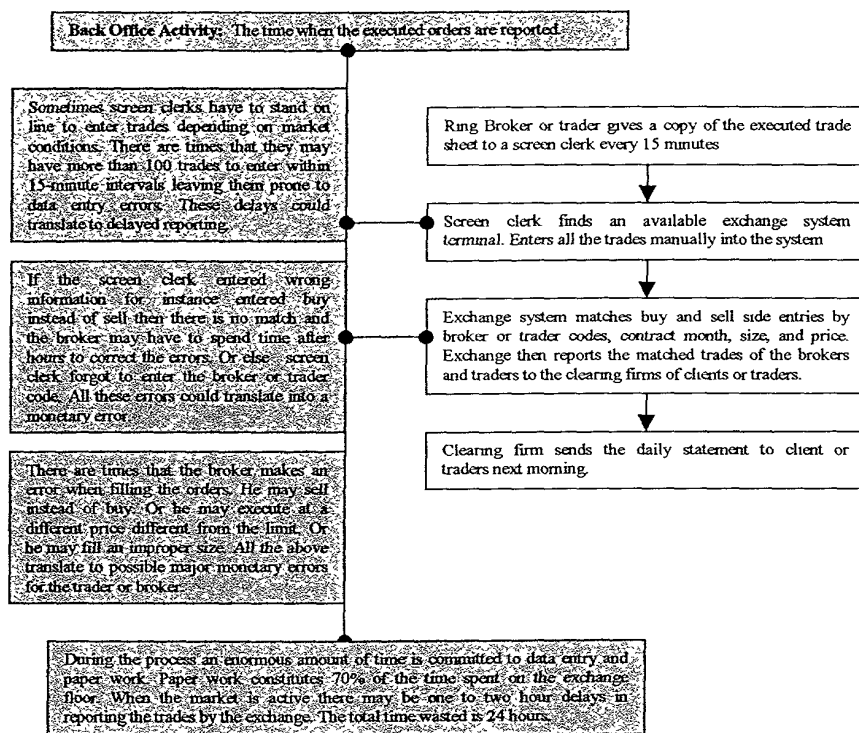 Back Office Activity: The time when the executed orders are reported.
Sometimes screen clerks have to stand on
line to enter trades depending on market
conditions. There are times that they may
have more than 100 trades to enter within
15-minute intervals leaving them prone to
data entry errors. These delays could
translate to delayed reporting.
If the screen clerk entered wrong
information for instance entered buy
instead of sell then there is no match and
the broker may have to spend time after
hours to correct the errors. Or else screen
clerk forgot to enter the broker or trader
code. All these errors could translate into a
monetary error.
There are times that the broker makes an
error when filling the orders. He may sell
instead of buy. Or he may execute at a
different price different from the limit. Or
he may fill an improper size. All the above
translate to possible major monetary errors
for the trader or broker.
Ring Broker or trader gives a copy of the executed trade
sheet to a screen clerk every 15 minutes
Screen clerk finds an available exchange system
terminal. Enters all the trades manually into the system
Exchange system matches buy and sell side entries by
broker or trader codes, contract month, size, and price.
Exchange then reports the matched trades of the brokers
and traders to the clearing firms of clients or traders.
Clearing firm sends the daily statement to client or
traders next morning.
During the process an enormous amount of time is committed to data entry and
paper work. Paper work constitutes 70% of the time spent on the exchange
floor. When the market is active there may be one to two hour delays in
reporting the trades by the exchange. The total time wasted is 24 hours.